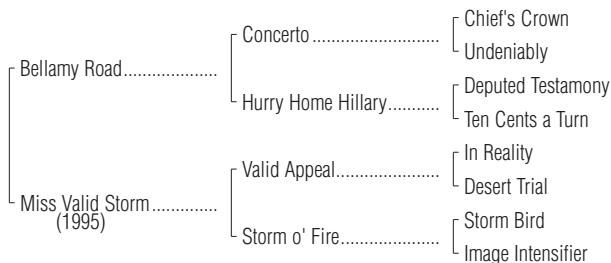 Chief's Crown
Concerto ...........................
Undeniably
Bellamy Road....................
Deputed Testamony
Hurry Home Hillary...........
Ten Cents a Turn
In Reality
Valid Appeal......................
Desert Trial
Miss Valid Storm ..............
(1995)
Storm Bird
Storm o' Fire.....................
Image Intensifier